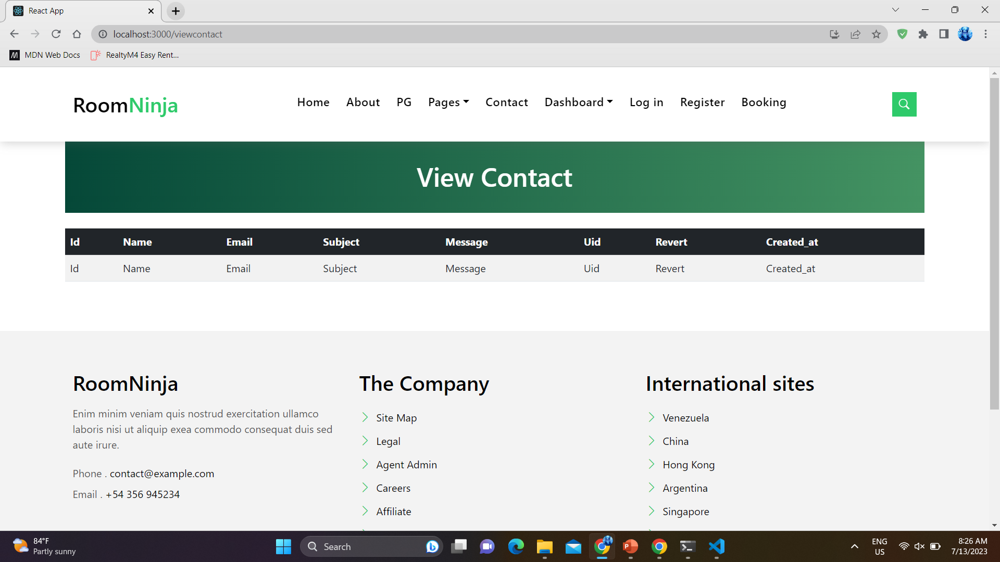 React App
localhost:3000/viewcontact
MDN Web Docs
RealtyM4 Easy Rent...
RoomNinja
Home About PG Pages Contact Dashboard Log in Register Booking
View Contact
Id Name Email Subject Message Uid Revert Created_at
Id Name Email Subject Message Uid Revert Created_at
RoomNinja
Enim minim veniam quis nostrud exercitation ullamco
laboris nisi ut aliquip exea commodo consequat duis sed
aute irure.
Phone . contact@example.com
Email . +54 356 945234
The Company
Site Map
Legal
Agent Admin
Careers
Affiliate
International sites
Venezuela
China
Hong Kong
Argentina
Singapore
84°F
Partly sunny
Search
ENG
US
8:26 AM
7/13/2023